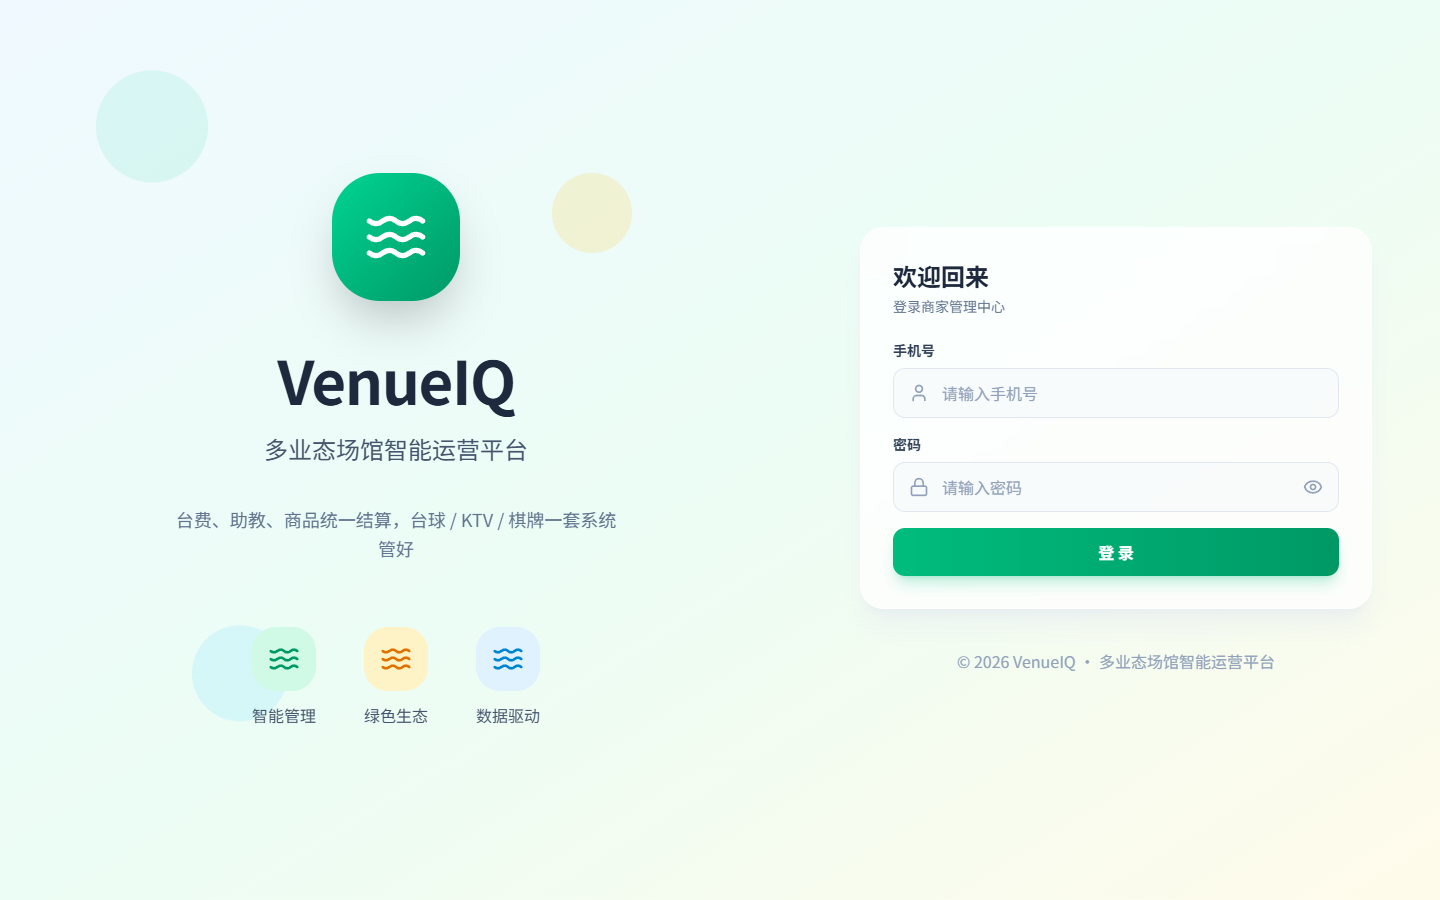 VenueIQ
多业态场馆智能运营平台
台费、助教、商品统一结算，台球 / KTV / 棋牌一套系统
管好
智能管理
绿色生态
数据驱动
欢迎回来
登录商家管理中心
手机号
请输入手机号
密码
请输入密码
登录
© 2026 VenueIQ · 多业态场馆智能运营平台